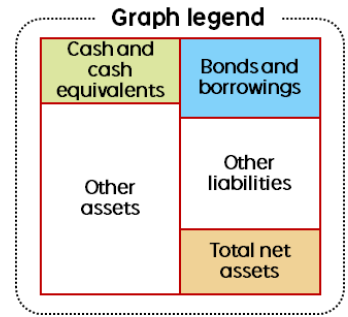 Graph legend
Cash and
cash
equivalents
Other
assets
Bonds and
borrowings
Other
liabilities
Total net
assets